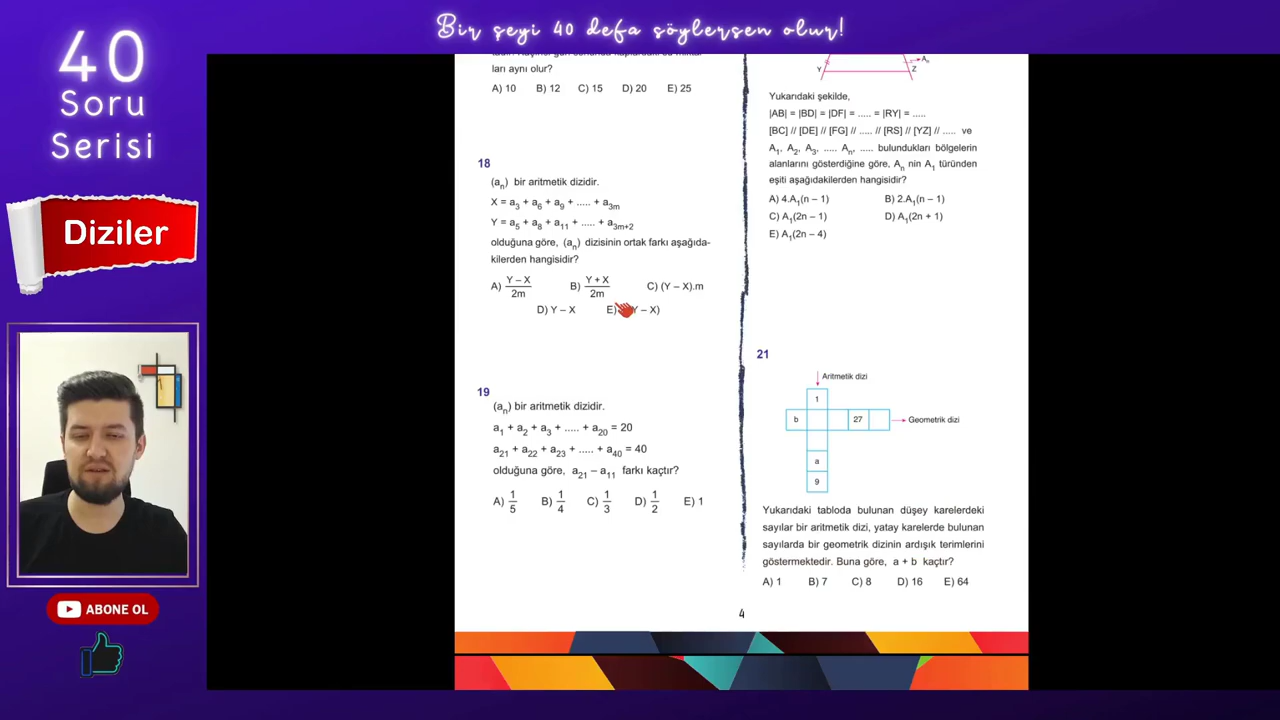 Bir şeyi 40 defa söylersen olur!
40
Soru
Serisi
Diziler
ABONE OL
ları aynı olur?
A) 10 B) 12 C) 15 D) 20 E) 25
18
(aₙ) bir aritmetik dizidir.
X = a₃ + a₆ + a₉ + ..... + a₃ₘ
Y = a₅ + a₈ + a₁₁ + ..... + a₃ₘ₊₂
olduğuna göre, (aₙ) dizisinin ortak farkı aşağıda-
kilerden hangisidir?
A) (Y – X)/2m B) (Y + X)/2m C) (Y – X).m
D) Y – X E) Y – X)
19
(aₙ) bir aritmetik dizidir.
a₁ + a₂ + a₃ + ..... + a₂₀ = 20
a₂₁ + a₂₂ + a₂₃ + ..... + a₄₀ = 40
olduğuna göre, a₂₁ – a₁₁ farkı kaçtır?
A) 1/5 B) 1/4 C) 1/3 D) 1/2 E) 1
Y Z Aₙ
Yukarıdaki şekilde,
|AB| = |BD| = |DF| = ..... = |RY| = .....
[BC] // [DE] // [FG] // ..... // [RS] // [YZ] // ..... ve
A₁, A₂, A₃, ..... Aₙ, ..... bulundukları bölgelerin
alanlarını gösterdiğine göre, Aₙ nin A₁ türünden
eşiti aşağıdakilerden hangisidir?
A) 4.A₁(n – 1) B) 2.A₁(n – 1)
C) A₁(2n – 1) D) A₁(2n + 1)
E) A₁(2n – 4)
21
Aritmetik dizi
1
b 27 Geometrik dizi
a
9
Yukarıdaki tabloda bulunan düşey karelerdeki
sayılar bir aritmetik dizi, yatay karelerde bulunan
sayılarda bir geometrik dizinin ardışık terimlerini
göstermektedir. Buna göre, a + b kaçtır?
A) 1 B) 7 C) 8 D) 16 E) 64
4